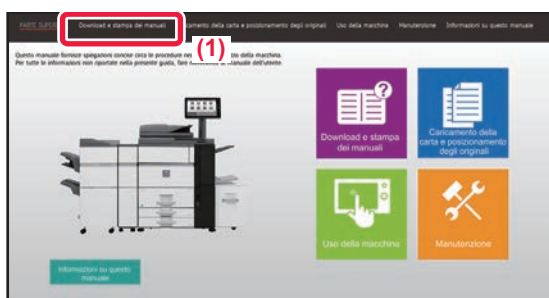 PARTE SUPERIORE Download e stampa dei manuali Caricamento della carta e posizionamento degli originali Uso della macchina Manutenzione Informazioni su questo manuale
(1)
Questo manuale fornisce spiegazioni concise circa le procedure della macchina.
Per tutte le informazioni non riportate nella presente guida, fare manuale dell'utente.
Download e stampa
dei manuali
Caricamento della
carta e posizionamento
degli originali
Uso della macchina
Manutenzione
Informazioni su questo
manuale